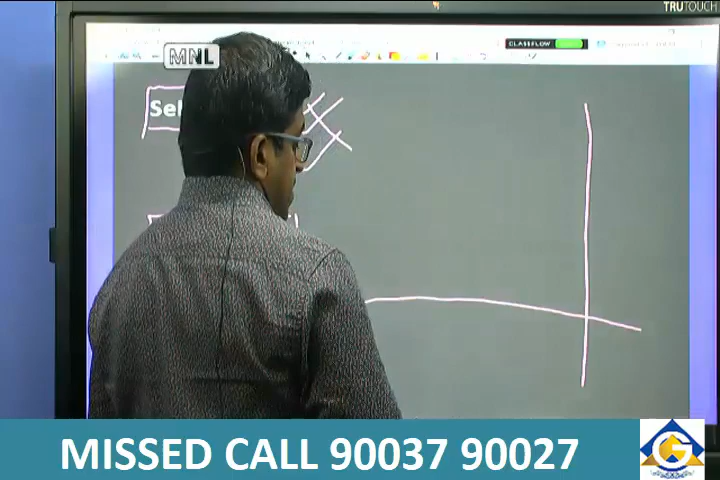 TRUTOUCH
CLASSFLOW
MNL
Sel
MISSED CALL 90037 90027
G